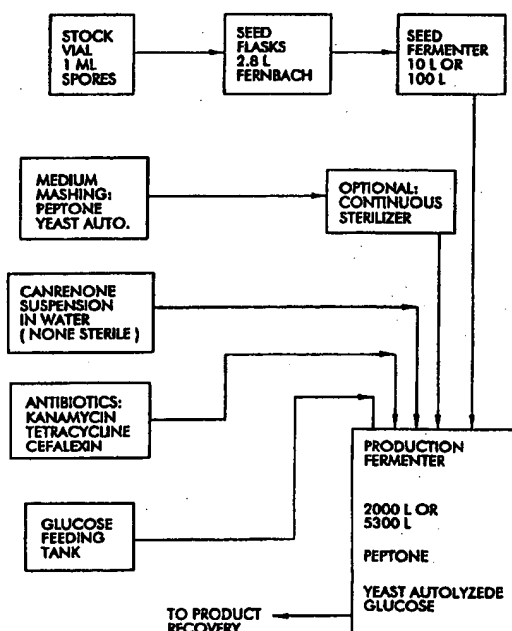 STOCK
VIAL
1 ML
SPORES
SEED
FLASKS
2.8 L
FERNBACH
SEED
FERMENTER
10 L OR
100 L
MEDIUM
MASHING:
PEPTONE
YEAST AUTO.
OPTIONAL:
CONTINUOUS
STERILIZER
CANRENONE
SUSPENSION
IN WATER
( NONE STERILE )
ANTIBIOTICS:
KANAMYCIN
TETRACYCLINE
CEFALEXIN
GLUCOSE
FEEDING
TANK
PRODUCTION
FERMENTER
2000 L OR
5300 L
PEPTONE
YEAST AUTOLYZEDE
GLUCOSE
TO PRODUCT
RECOVERY